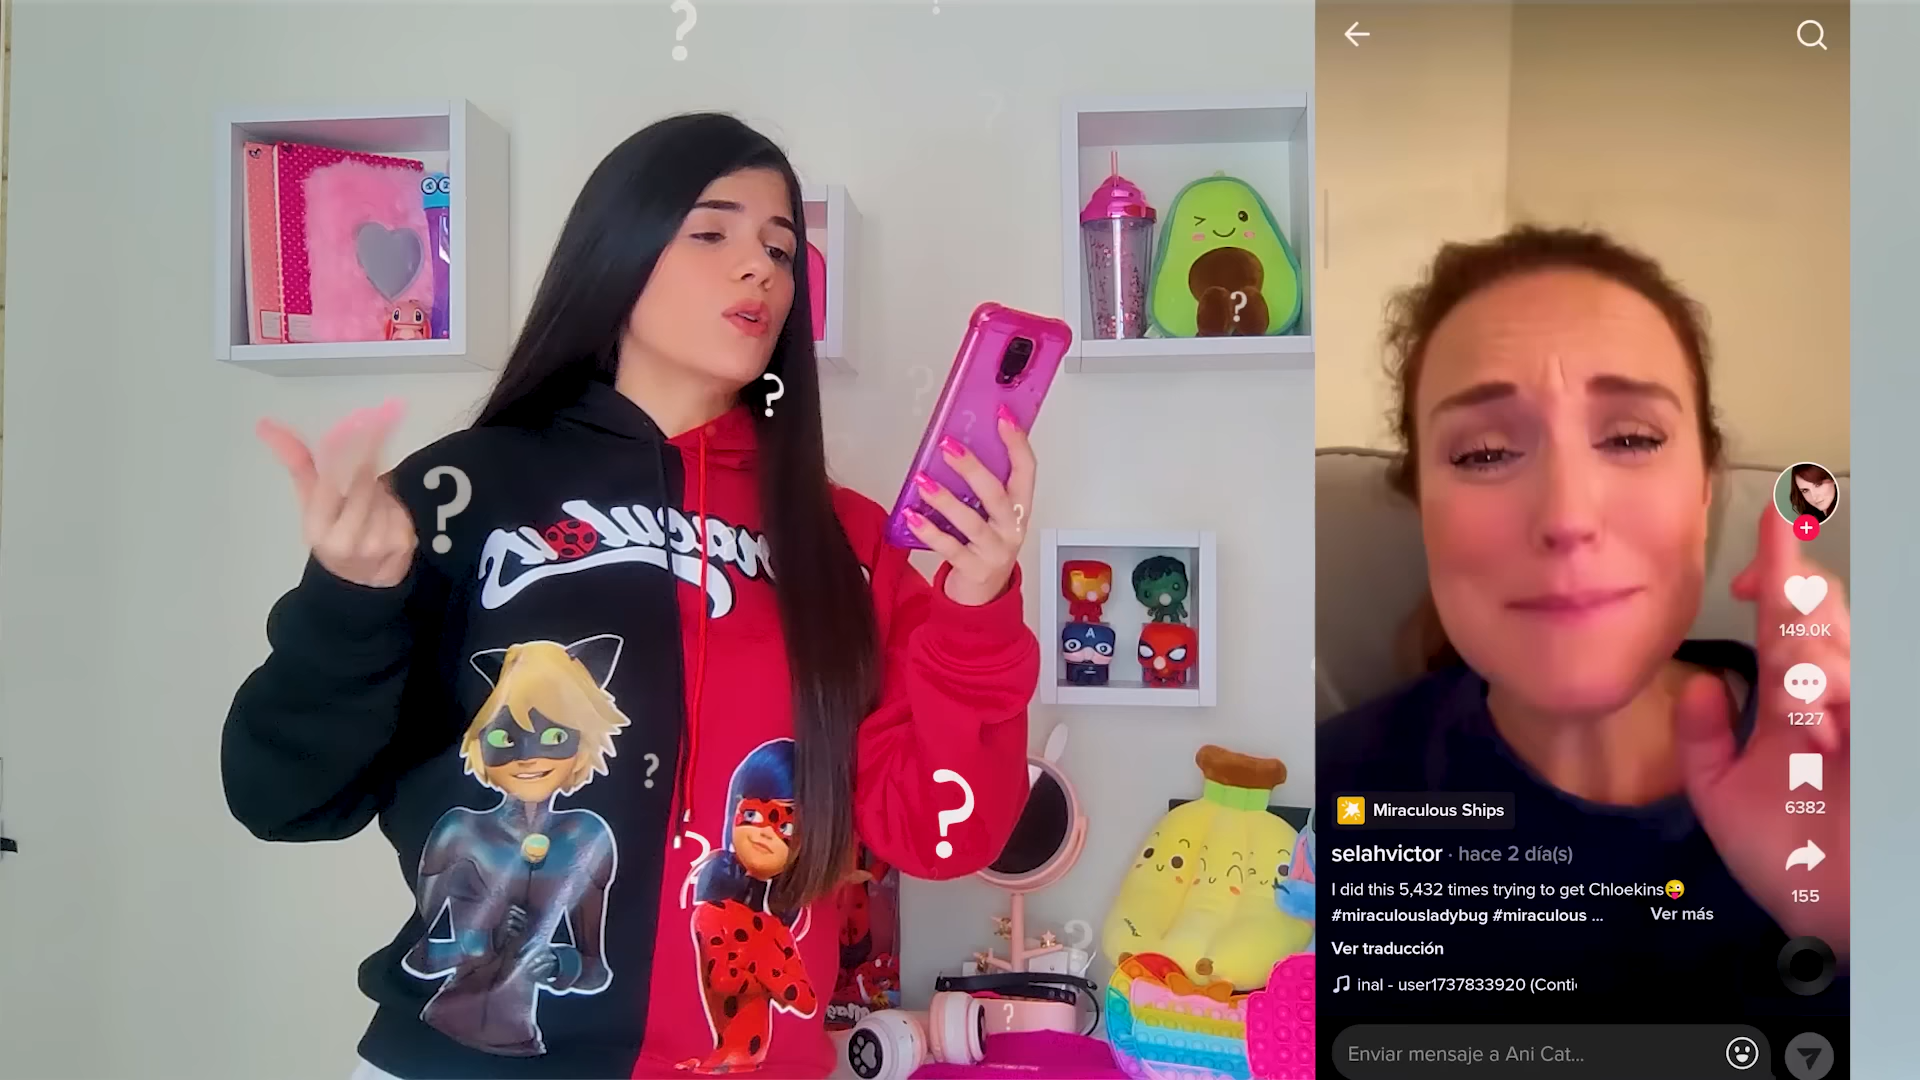 Miraculous
A
149.0K
1227
6382
155
Miraculous Ships
selahvictor · hace 2 día(s)
I did this 5,432 times trying to get Chloekins😜
#miraculousladybug #miraculous ...
Ver más
Ver traducción
inal - user1737833920 (Conti
Enviar mensaje a Ani Cat...
? ? ? ? ? ? ? ?